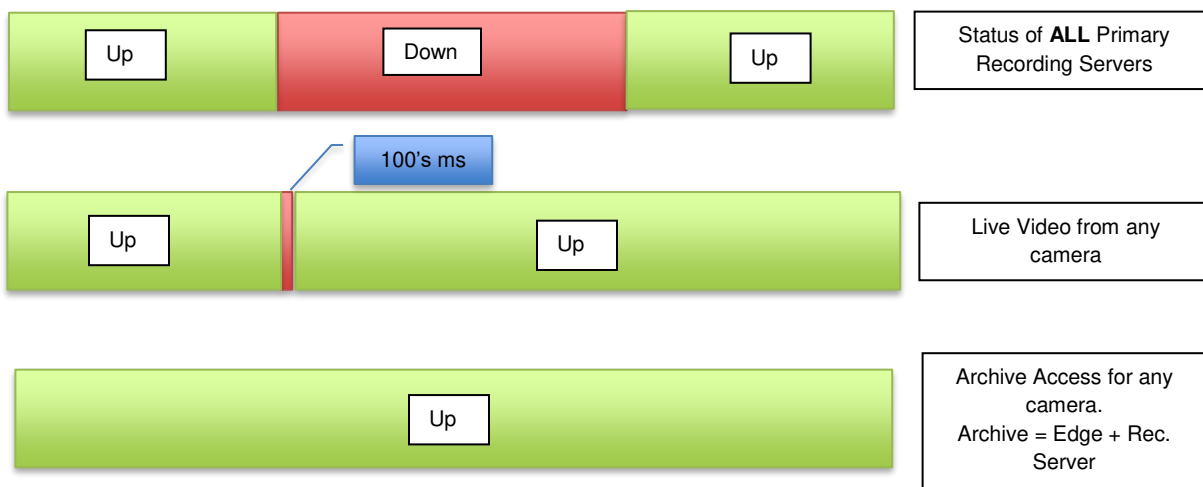 Up
Down
Up
Status of ALL Primary
Recording Servers
100's ms
Up
Up
Live Video from any
camera
Up
Archive Access for any
camera.
Archive = Edge + Rec.
Server